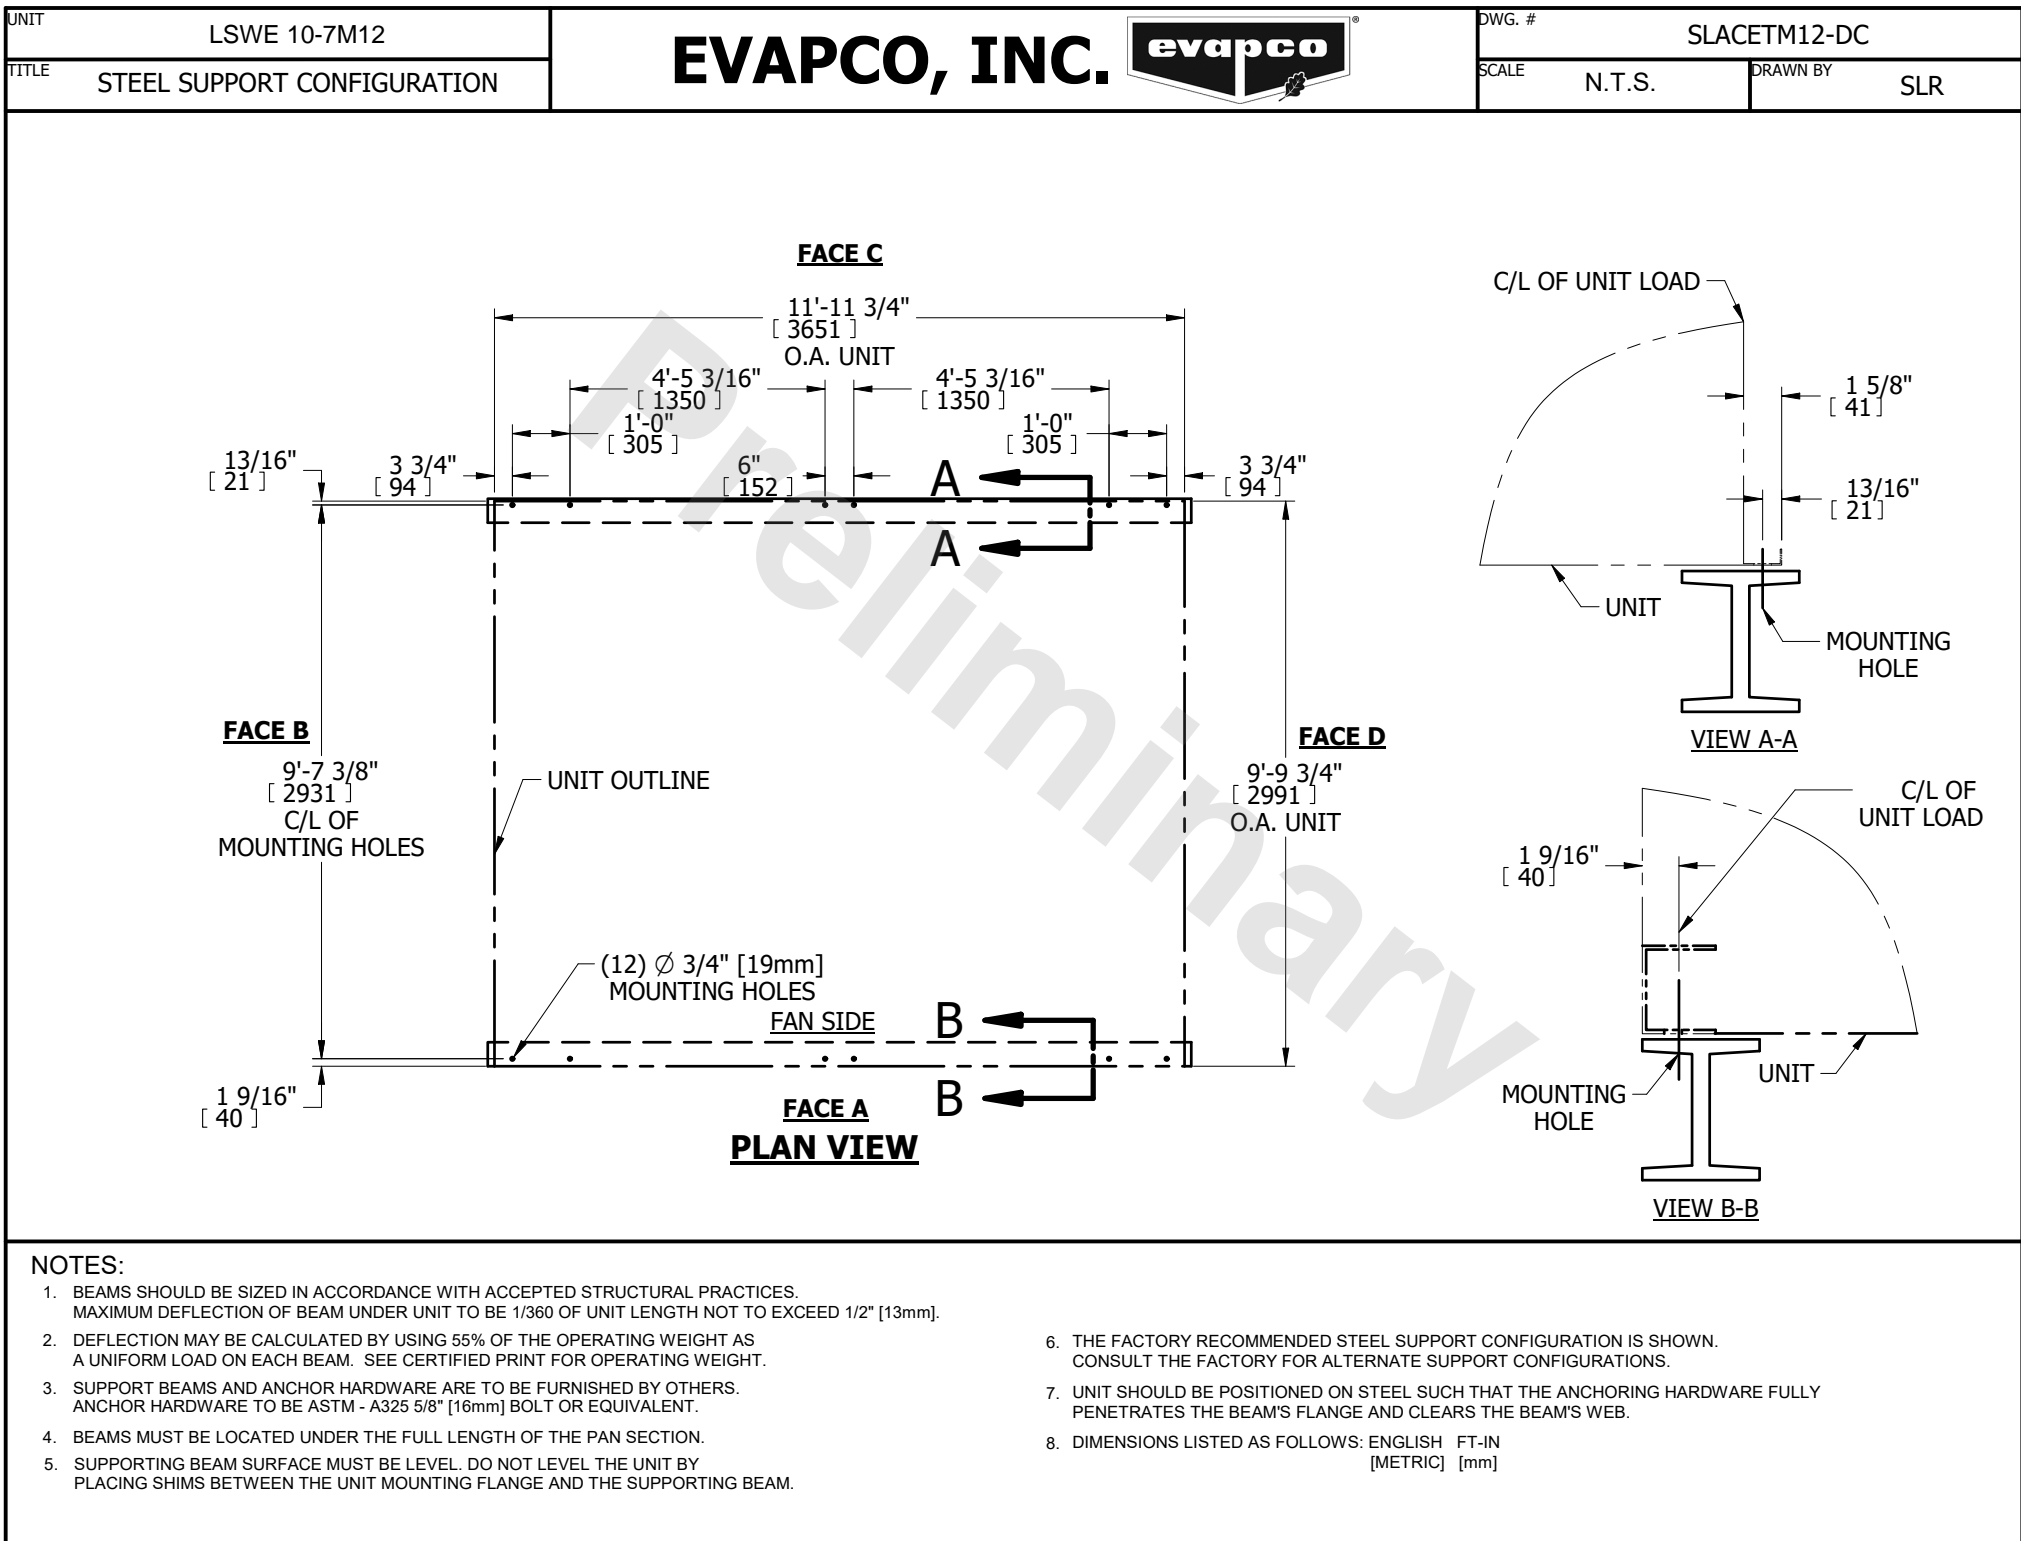 UNIT
LSWE 10-7M12
TITLE
STEEL SUPPORT CONFIGURATION
EVAPCO, INC.
evapco
®
DWG. #
SLACETM12-DC
SCALE
N.T.S.
DRAWN BY
SLR
FACE C
11'-11 3/4"
[ 3651 ]
O.A. UNIT
4'-5 3/16"
[ 1350 ]
4'-5 3/16"
[ 1350 ]
1'-0"
[ 305 ]
1'-0"
[ 305 ]
13/16"
[ 21 ]
3 3/4"
[ 94 ]
6"
[ 152 ]
3 3/4"
[ 94 ]
A
A
FACE B
9'-7 3/8"
[ 2931 ]
C/L OF
MOUNTING HOLES
UNIT OUTLINE
FACE D
9'-9 3/4"
[ 2991 ]
O.A. UNIT
(12) Ø 3/4" [19mm]
MOUNTING HOLES
FAN SIDE
B
B
1 9/16"
[ 40 ]
FACE A
PLAN VIEW
Preliminary
C/L OF UNIT LOAD
1 5/8"
[ 41 ]
13/16"
[ 21 ]
UNIT
MOUNTING
HOLE
VIEW A-A
C/L OF
UNIT LOAD
1 9/16"
[ 40 ]
UNIT
MOUNTING
HOLE
VIEW B-B
NOTES:
1. BEAMS SHOULD BE SIZED IN ACCORDANCE WITH ACCEPTED STRUCTURAL PRACTICES.
MAXIMUM DEFLECTION OF BEAM UNDER UNIT TO BE 1/360 OF UNIT LENGTH NOT TO EXCEED 1/2" [13mm].
2. DEFLECTION MAY BE CALCULATED BY USING 55% OF THE OPERATING WEIGHT AS
A UNIFORM LOAD ON EACH BEAM. SEE CERTIFIED PRINT FOR OPERATING WEIGHT.
3. SUPPORT BEAMS AND ANCHOR HARDWARE ARE TO BE FURNISHED BY OTHERS.
ANCHOR HARDWARE TO BE ASTM - A325 5/8" [16mm] BOLT OR EQUIVALENT.
4. BEAMS MUST BE LOCATED UNDER THE FULL LENGTH OF THE PAN SECTION.
5. SUPPORTING BEAM SURFACE MUST BE LEVEL. DO NOT LEVEL THE UNIT BY
PLACING SHIMS BETWEEN THE UNIT MOUNTING FLANGE AND THE SUPPORTING BEAM.
6. THE FACTORY RECOMMENDED STEEL SUPPORT CONFIGURATION IS SHOWN.
CONSULT THE FACTORY FOR ALTERNATE SUPPORT CONFIGURATIONS.
7. UNIT SHOULD BE POSITIONED ON STEEL SUCH THAT THE ANCHORING HARDWARE FULLY
PENETRATES THE BEAM'S FLANGE AND CLEARS THE BEAM'S WEB.
8. DIMENSIONS LISTED AS FOLLOWS: ENGLISH FT-IN
[METRIC] [mm]